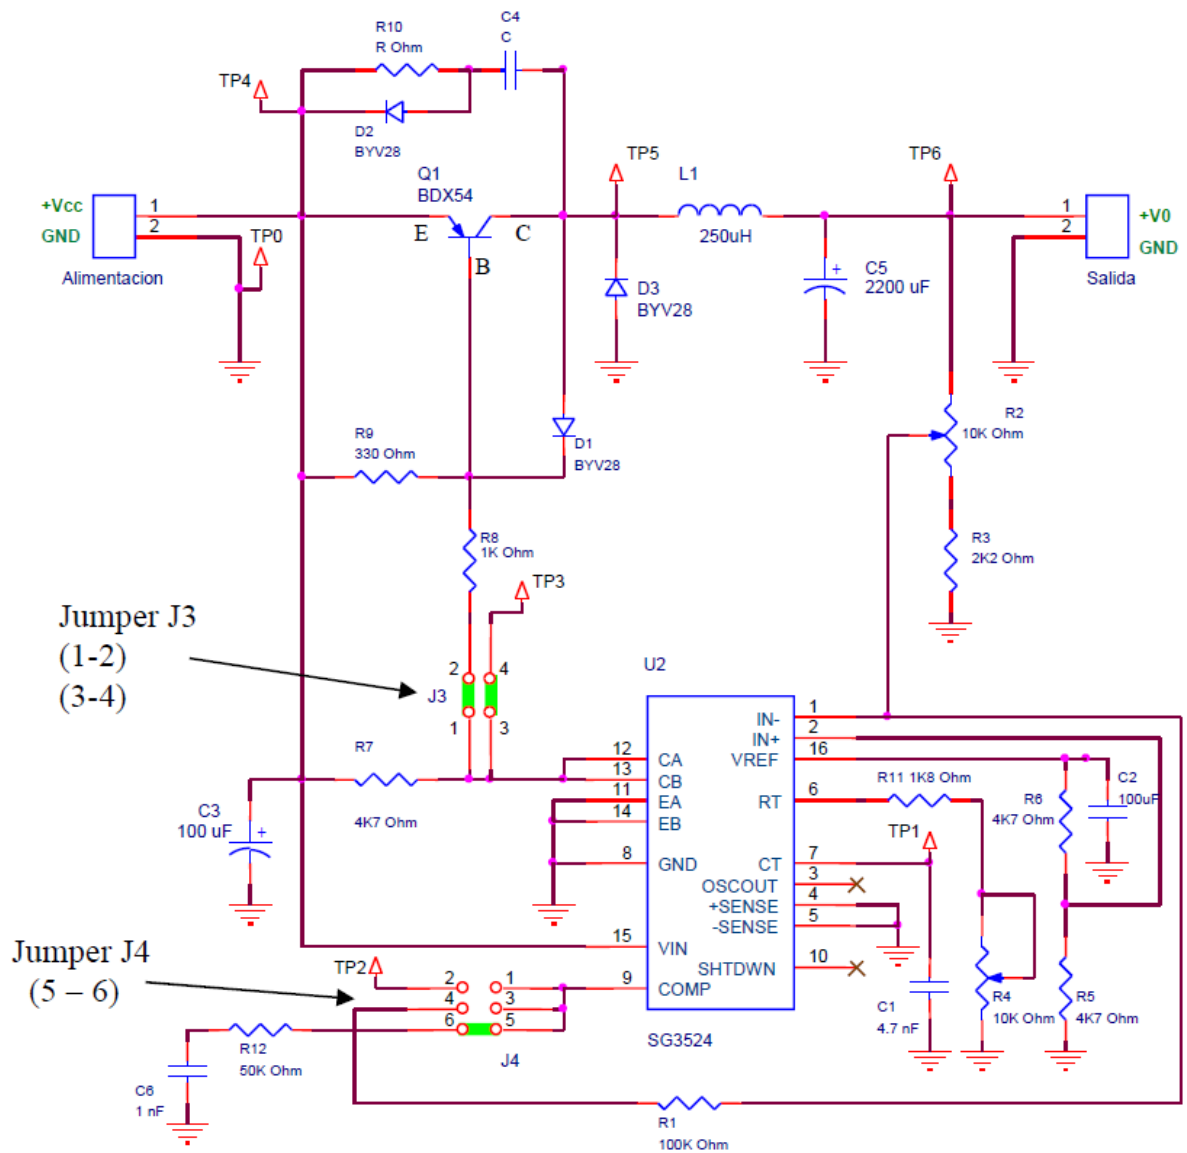 R10
R Ohm
C4
C
TP4
D2
BYV28
Q1
BDX54
E
C
B
TP5
L1
250uH
TP6
+Vcc
GND
1
2
TP0
Alimentacion
D3
BYV28
C5
2200 uF
+
1
2
+V0
GND
Salida
R9
330 Ohm
D1
BYV28
R2
10K Ohm
R8
1K Ohm
R3
2K2 Ohm
TP3
Jumper J3
(1-2)
(3-4)
2
4
J3
1
3
U2
R7
4K7 Ohm
C3
100 uF
+
12
CA
13
CB
11
EA
14
EB
8
GND
15
VIN
9
COMP
IN-
1
IN+
2
VREF
16
RT
6
CT
7
OSCOUT
3
+SENSE
4
-SENSE
5
SHTDWN
10
SG3524
R11 1K8 Ohm
TP1
R6
4K7 Ohm
C2
100uF
C1
4.7 nF
R4
10K Ohm
R5
4K7 Ohm
Jumper J4
(5 – 6)
TP2
2
1
4
3
6
5
J4
R12
50K Ohm
C6
1 nF
R1
100K Ohm